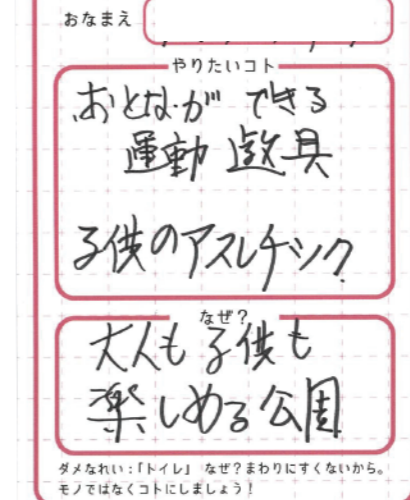 おなまえ
やりたいコト
おとなができる
運動遊具
子供のアスレチック
なぜ?
大人も子供も
楽しめる公園
ダメなれい:「トイレ」 なぜ?まわりにすくないから。
モノではなくコトにしましょう!